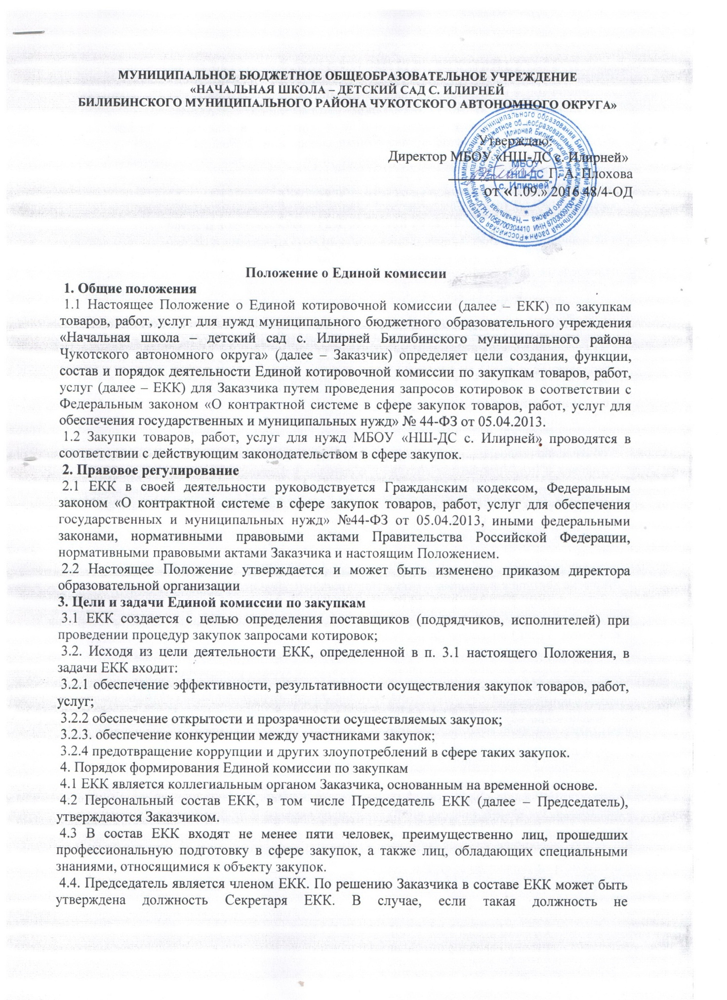 МУНИЦИПАЛЬНОЕ БЮДЖЕТНОЕ ОБЩЕОБРАЗОВАТЕЛЬНОЕ УЧРЕЖДЕНИЕ
«НАЧАЛЬНАЯ ШКОЛА – ДЕТСКИЙ САД С. ИЛИРНЕЙ
БИЛИБИНСКОГО МУНИЦИПАЛЬНОГО РАЙОНА ЧУКОТСКОГО АВТОНОМНОГО ОКРУГА»
Утверждаю:
Директор МБОУ «НШ-ДС с. Илирней»
Г. А. Плохова
от «1.09.» 2016 48/4-ОД
МБОУ
"НШ-ДС
с. Илирней"
ОГРН 1058700304410 ИНН 8703009700
Положение о Единой комиссии
1. Общие положения
1.1 Настоящее Положение о Единой котировочной комиссии (далее – ЕКК) по закупкам
товаров, работ, услуг для нужд муниципального бюджетного образовательного учреждения
«Начальная школа – детский сад с. Илирней Билибинского муниципального района
Чукотского автономного округа» (далее – Заказчик) определяет цели создания, функции,
состав и порядок деятельности Единой котировочной комиссии по закупкам товаров, работ,
услуг (далее – ЕКК) для Заказчика путем проведения запросов котировок в соответствии с
Федеральным законом «О контрактной системе в сфере закупок товаров, работ, услуг для
обеспечения государственных и муниципальных нужд» № 44-ФЗ от 05.04.2013.
1.2 Закупки товаров, работ, услуг для нужд МБОУ «НШ-ДС с. Илирней» проводятся в
соответствии с действующим законодательством в сфере закупок.
2. Правовое регулирование
2.1 ЕКК в своей деятельности руководствуется Гражданским кодексом, Федеральным
законом «О контрактной системе в сфере закупок товаров, работ, услуг для обеспечения
государственных и муниципальных нужд» №44-ФЗ от 05.04.2013, иными федеральными
законами, нормативными правовыми актами Правительства Российской Федерации,
нормативными правовыми актами Заказчика и настоящим Положением.
2.2 Настоящее Положение утверждается и может быть изменено приказом директора
образовательной организации
3. Цели и задачи Единой комиссии по закупкам
3.1 ЕКК создается с целью определения поставщиков (подрядчиков, исполнителей) при
проведении процедур закупок запросами котировок;
3.2. Исходя из цели деятельности ЕКК, определенной в п. 3.1 настоящего Положения, в
задачи ЕКК входит:
3.2.1 обеспечение эффективности, результативности осуществления закупок товаров, работ,
услуг;
3.2.2 обеспечение открытости и прозрачности осуществляемых закупок;
3.2.3. обеспечение конкуренции между участниками закупок;
3.2.4 предотвращение коррупции и других злоупотреблений в сфере таких закупок.
4. Порядок формирования Единой комиссии по закупкам
4.1 ЕКК является коллегиальным органом Заказчика, основанным на временной основе.
4.2 Персональный состав ЕКК, в том числе Председатель ЕКК (далее – Председатель),
утверждаются Заказчиком.
4.3 В состав ЕКК входят не менее пяти человек, преимущественно лиц, прошедших
профессиональную подготовку в сфере закупок, а также лиц, обладающих специальными
знаниями, относящимися к объекту закупок.
4.4. Председатель является членом ЕКК. По решению Заказчика в составе ЕКК может быть
утверждена должность Секретаря ЕКК. В случае, если такая должность не